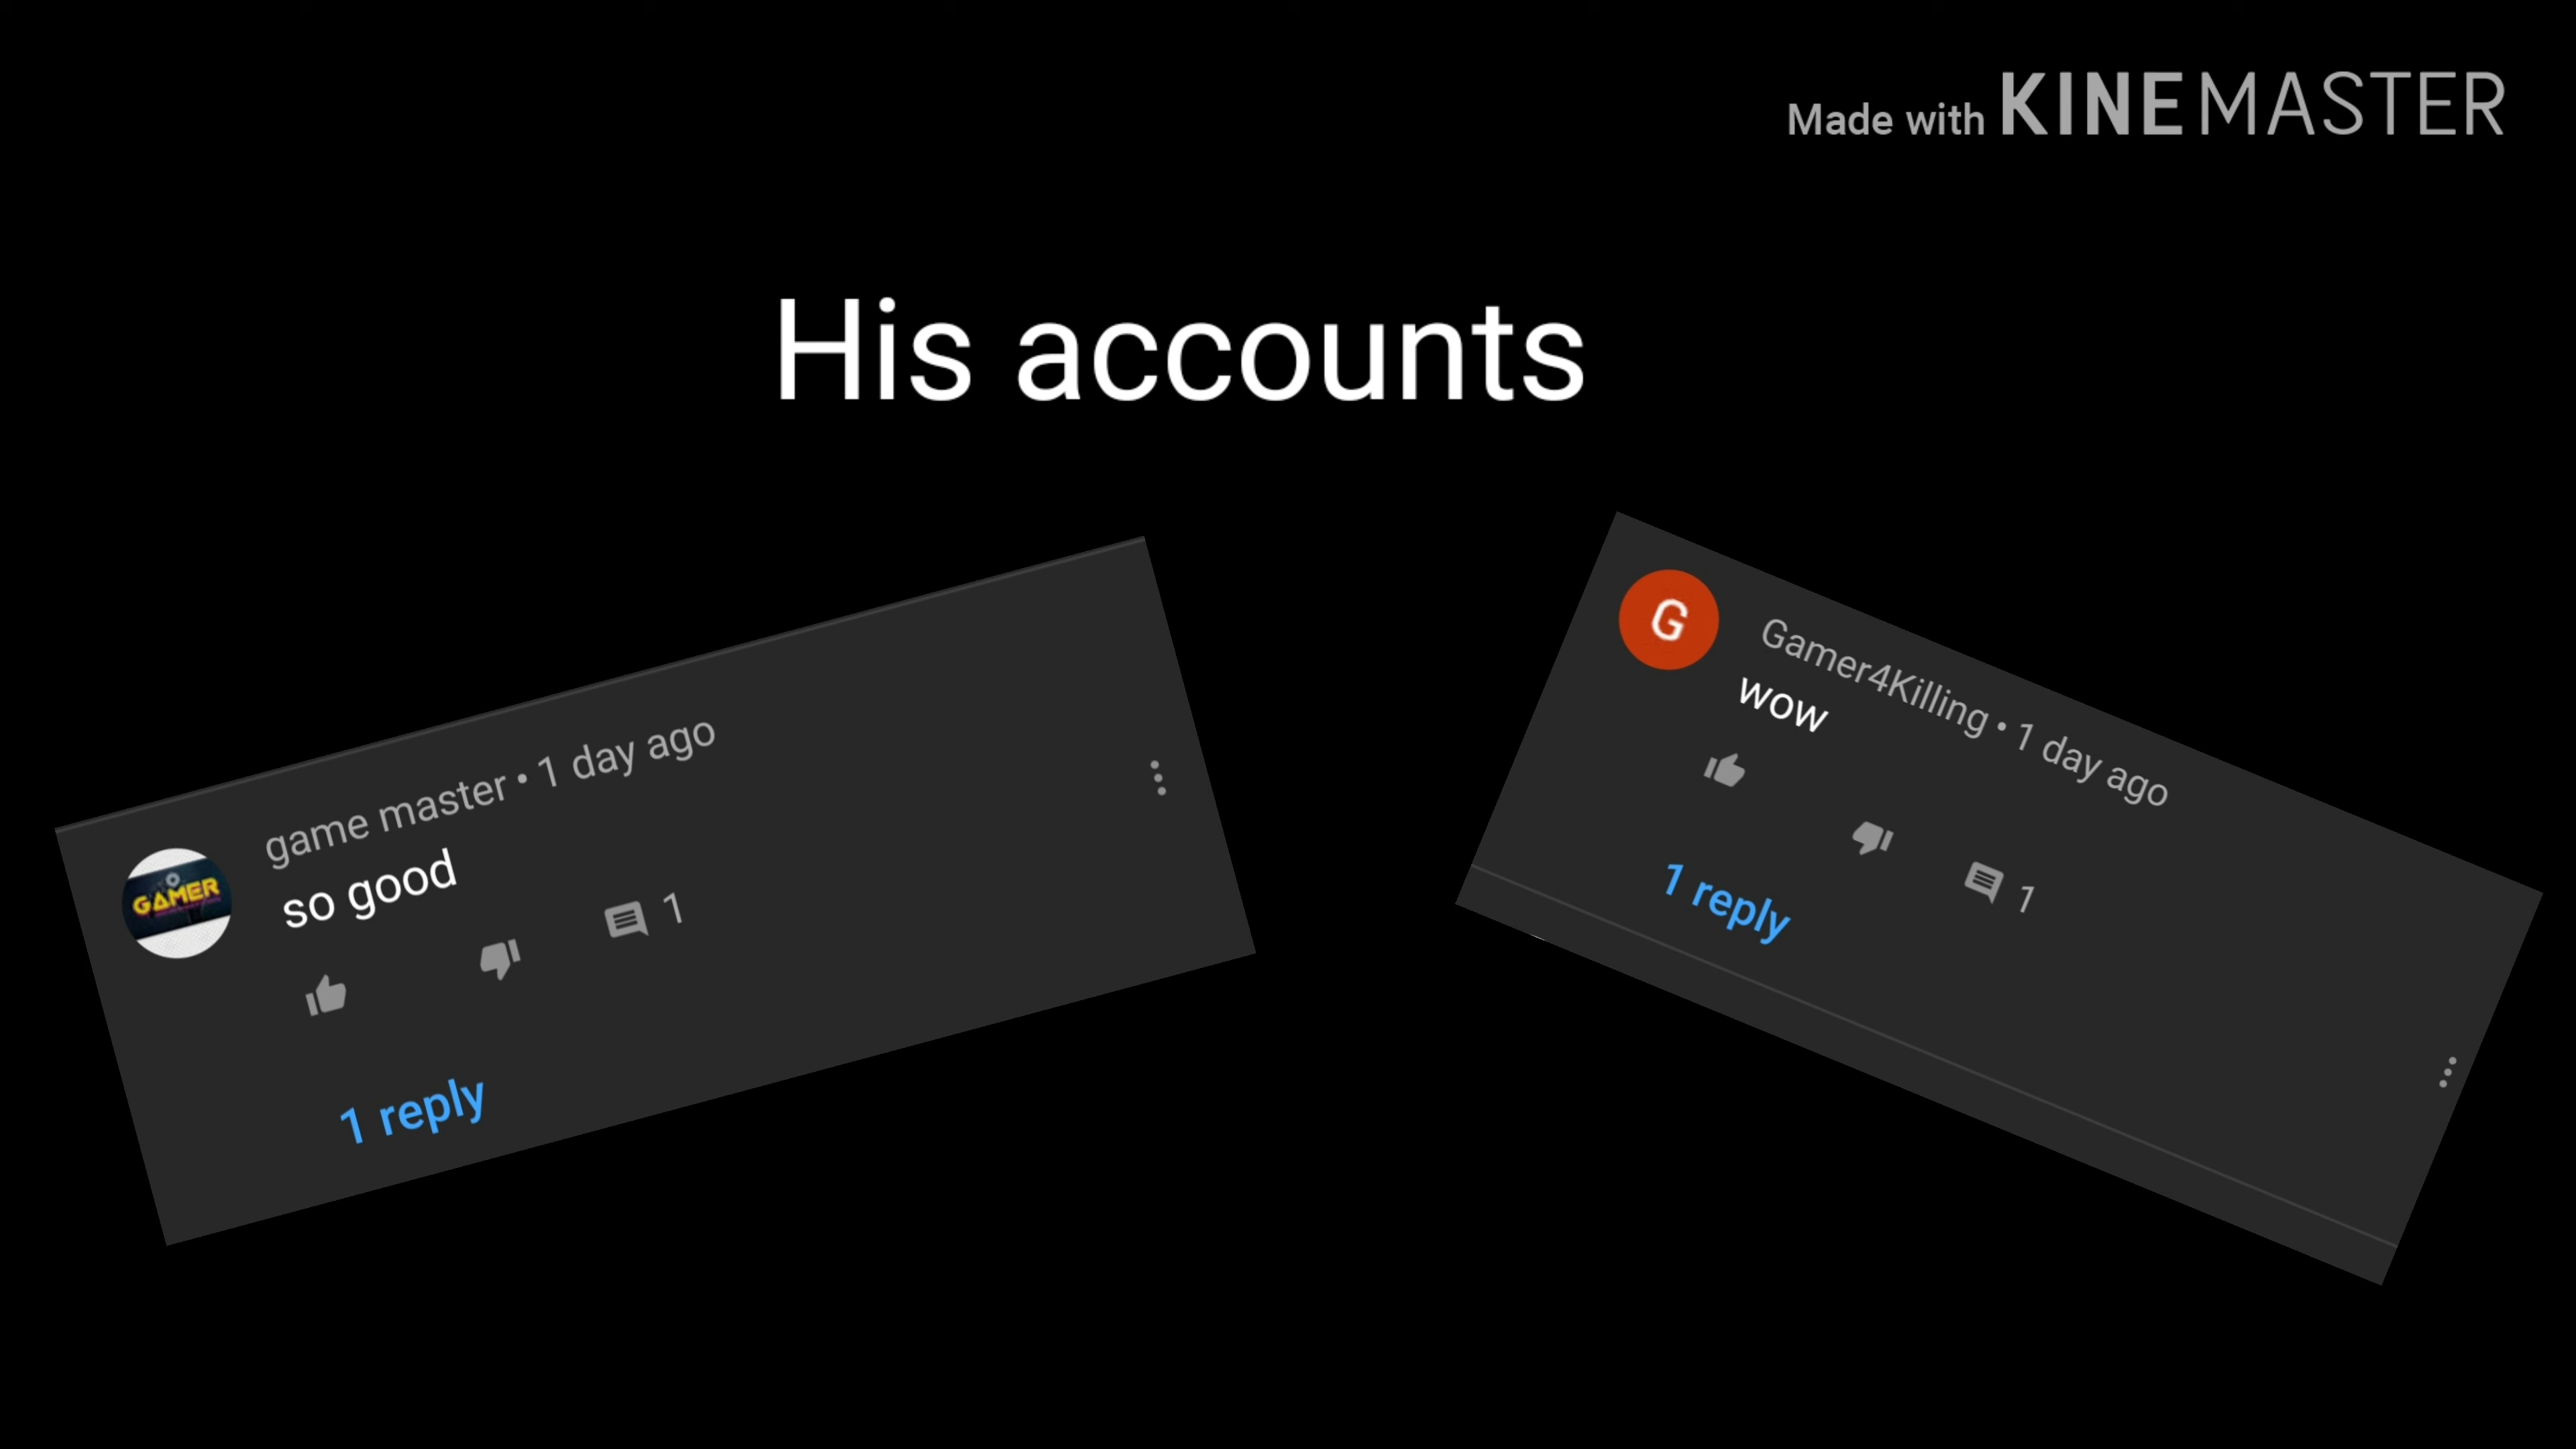 Made with KINEMASTER
His accounts
game master • 1 day ago
GAMER
so good
1
1 reply
G
Gamer4Killing • 1 day ago
wow
1
1 reply